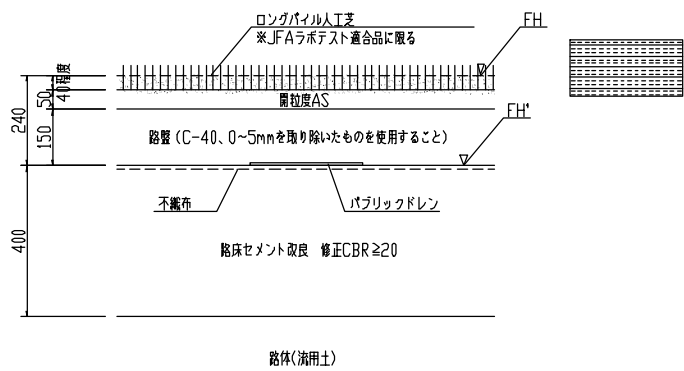 ロングパイル人工芝
※JFAラボテスト適合品に限る
FH
40程度
50
240
150
開粒度AS
路盤(C-40、0~5mmを取り除いたものを使用すること)
FH'
不織布
パブリックドレン
400
路床セメント改良 修正CBR≧20
路体(流用土)